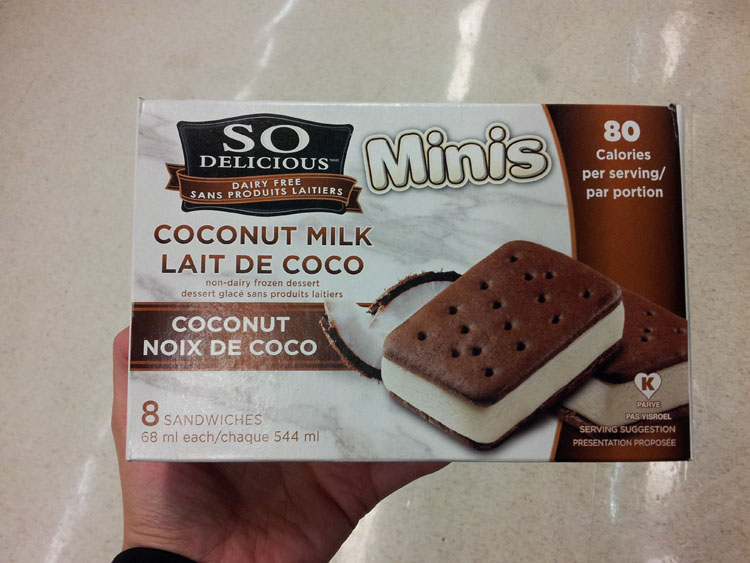 SO
DELICIOUS™
DAIRY FREE
SANS PRODUITS LAITIERS
Minis
80
Calories
per serving/
par portion
COCONUT MILK
LAIT DE COCO
non-dairy frozen dessert
dessert glacé sans produits laitiers
COCONUT
NOIX DE COCO
8 SANDWICHES
68 ml each/chaque 544 ml
K
PARVE
PAS YISROEL
SERVING SUGGESTION
PRÉSENTATION PROPOSÉE